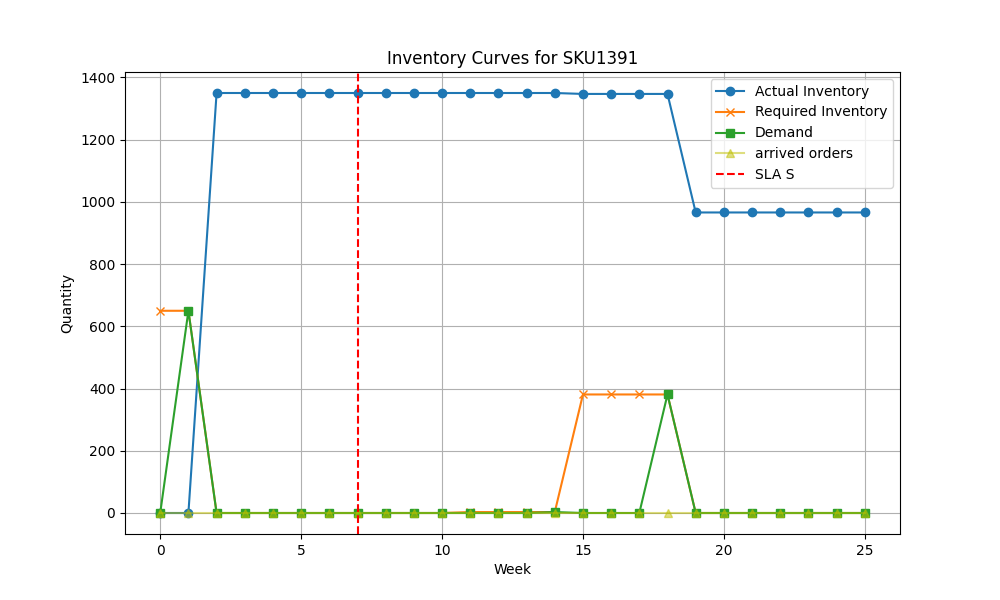 Inventory Curves for SKU1391
1400
1200
1000
800
600
400
200
0
Quantity
Actual Inventory
Required Inventory
Demand
arrived orders
SLA S
0 5 10 15 20 25
Week